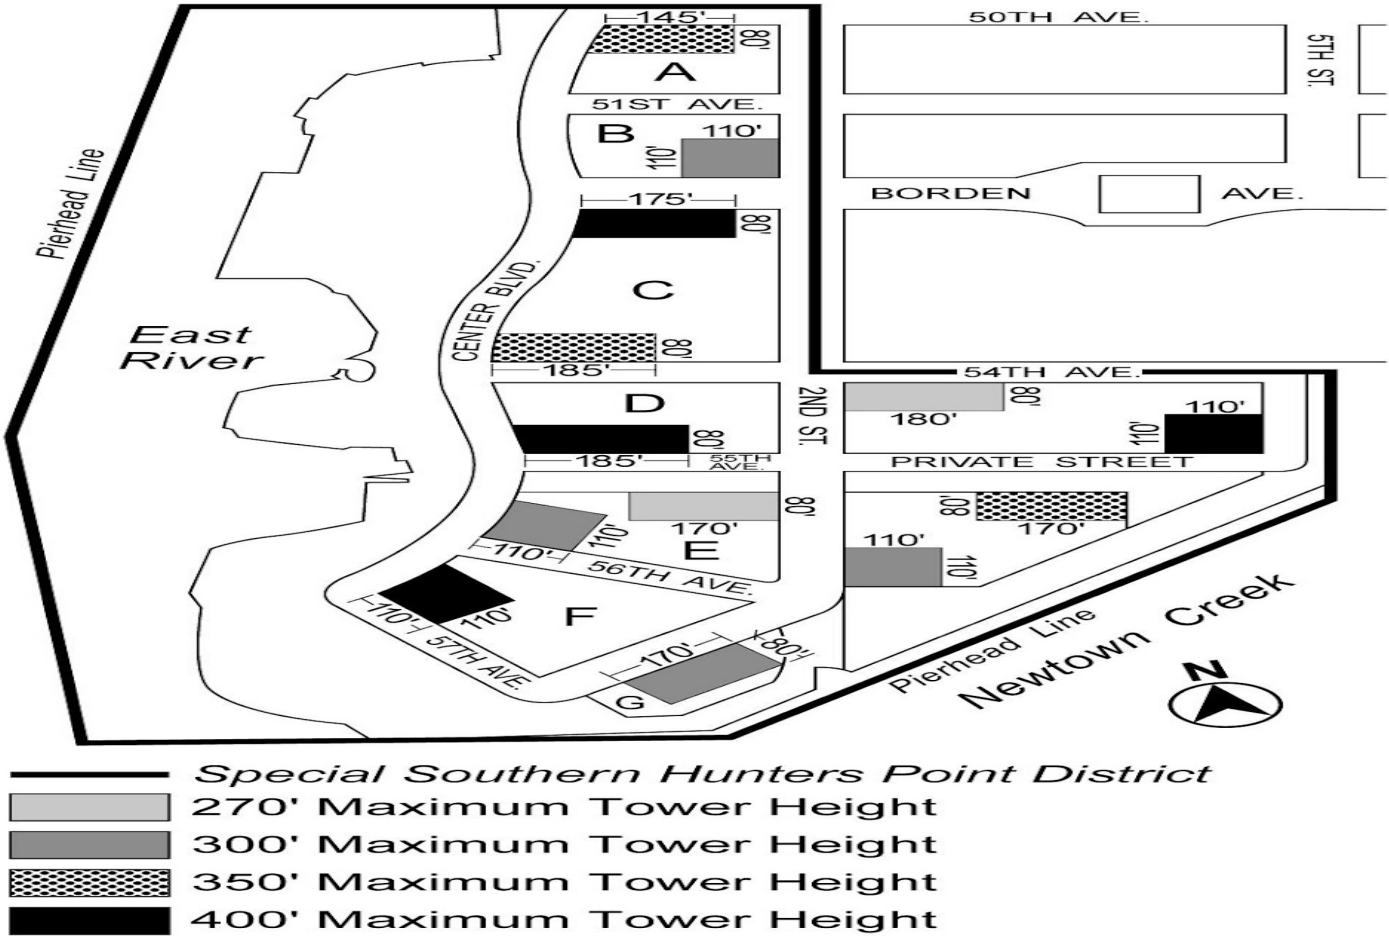 145'
50TH AVE.
80'
5TH ST.
A
51ST AVE.
B
110'
110'
Pierhead Line
BORDEN
AVE.
175'
80'
CENTER BLVD.
C
East
River
80'
185'
54TH AVE.
D
2ND ST.
80'
180'
110'
110'
80'
185'
55TH
AVE.
PRIVATE STREET
80'
170'
80'
170'
110'
110'
E
110'
110'
56TH AVE.
110'
110'
F
57TH AVE.
170'
80'
G
Pierhead Line
Newtown Creek
N
Special Southern Hunters Point District
270' Maximum Tower Height
300' Maximum Tower Height
350' Maximum Tower Height
400' Maximum Tower Height